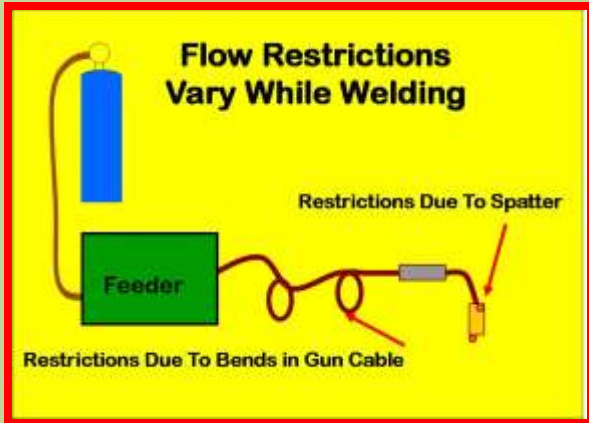 Flow Restrictions
Vary While Welding
Restrictions Due To Spatter
Feeder
Restrictions Due To Bends in Gun Cable